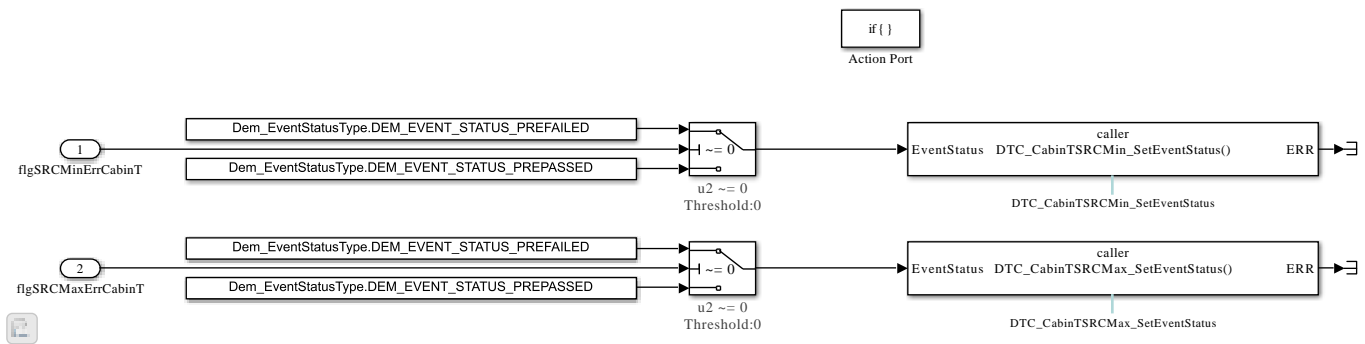 if { }
Action Port
Dem_EventStatusType.DEM_EVENT_STATUS_PREFAILED
1
flgSRCMinErrCabinT
~= 0
Dem_EventStatusType.DEM_EVENT_STATUS_PREPASSED
u2 ~= 0
Threshold:0
caller
EventStatus DTC_CabinTSRCMin_SetEventStatus() ERR
DTC_CabinTSRCMin_SetEventStatus
Dem_EventStatusType.DEM_EVENT_STATUS_PREFAILED
2
flgSRCMaxErrCabinT
~= 0
Dem_EventStatusType.DEM_EVENT_STATUS_PREPASSED
u2 ~= 0
Threshold:0
caller
EventStatus DTC_CabinTSRCMax_SetEventStatus() ERR
DTC_CabinTSRCMax_SetEventStatus